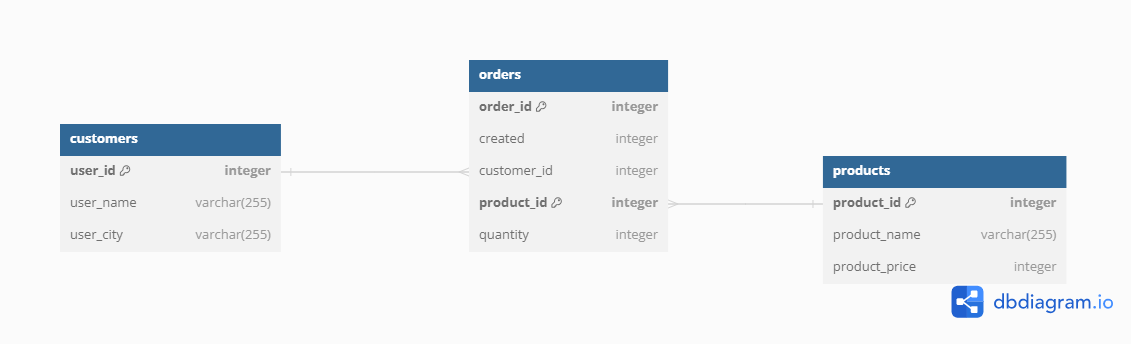 customers
user_id integer
user_name varchar(255)
user_city varchar(255)
orders
order_id integer
created integer
customer_id integer
product_id integer
quantity integer
products
product_id integer
product_name varchar(255)
product_price integer
dbdiagram.io